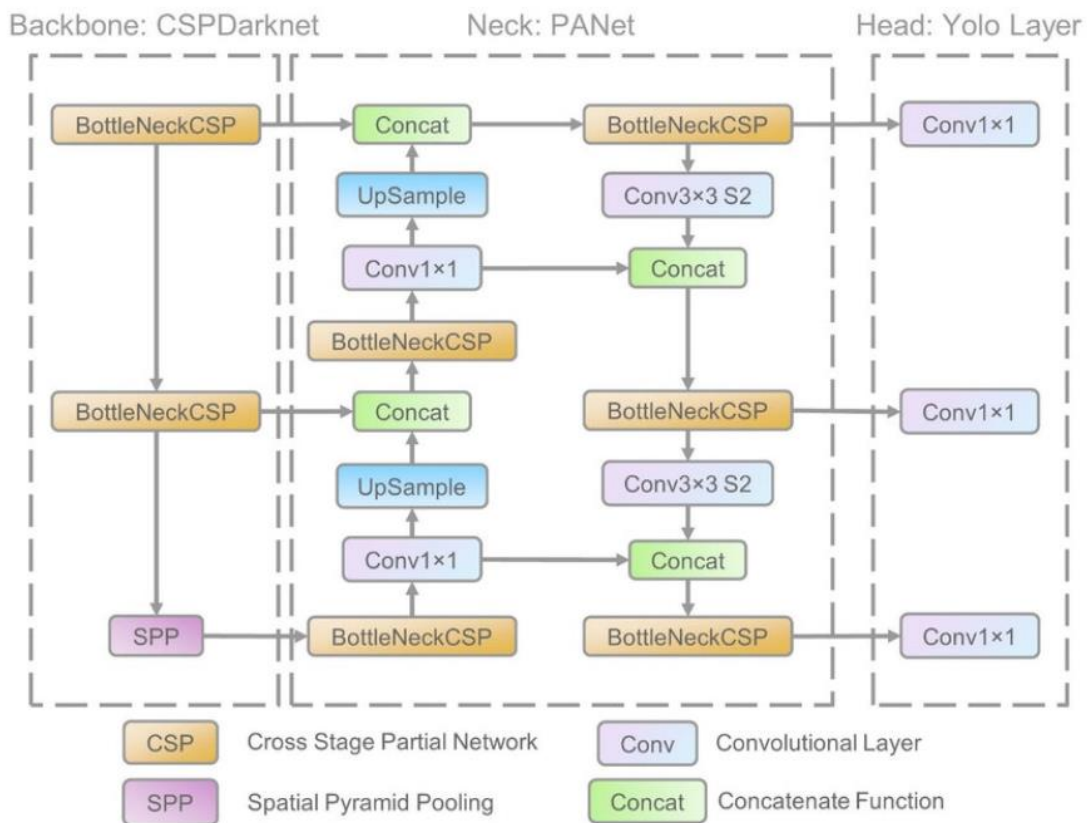 Backbone: CSPDarknet
Neck: PANet
Head: Yolo Layer
BottleNeckCSP
Concat
BottleNeckCSP
Conv1×1
UpSample
Conv3×3 S2
Conv1×1
Concat
BottleNeckCSP
BottleNeckCSP
Concat
BottleNeckCSP
Conv1×1
UpSample
Conv3×3 S2
Conv1×1
Concat
SPP
BottleNeckCSP
BottleNeckCSP
Conv1×1
CSP
Cross Stage Partial Network
Conv
Convolutional Layer
SPP
Spatial Pyramid Pooling
Concat
Concatenate Function